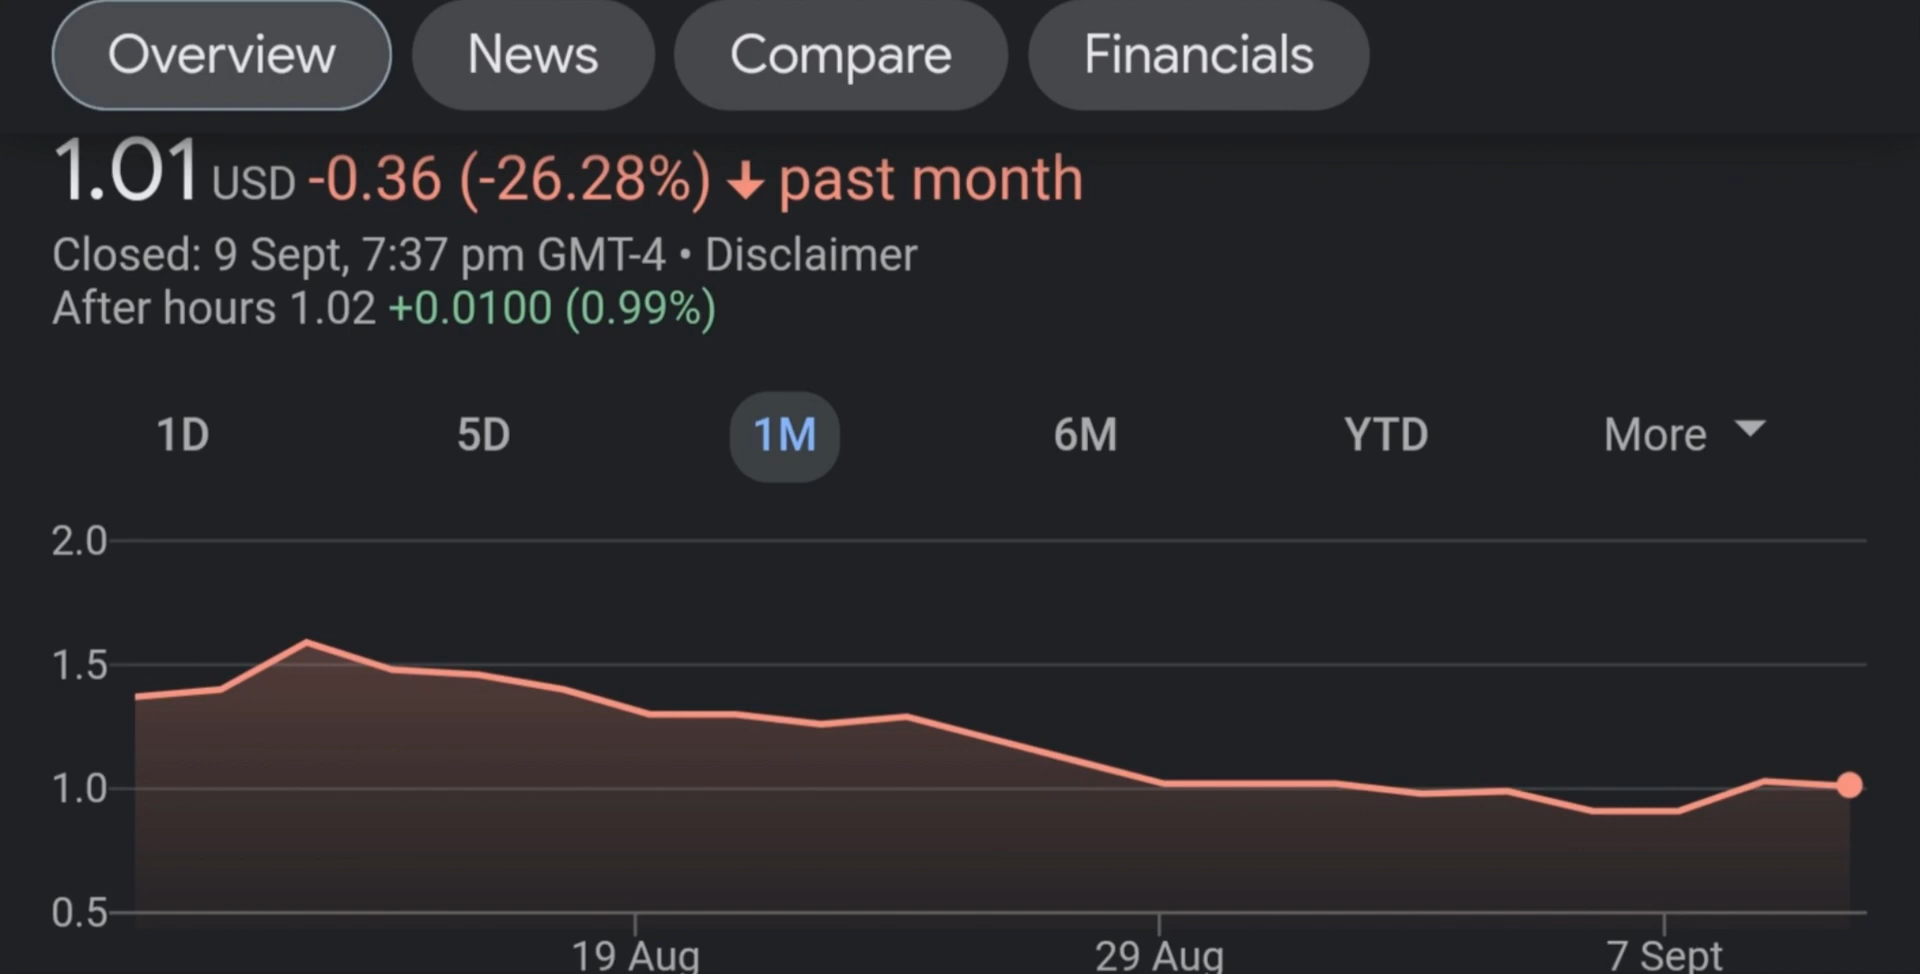 Overview News Compare Financials
1.01 USD -0.36 (-26.28%) ↓ past month
Closed: 9 Sept, 7:37 pm GMT-4 • Disclaimer
After hours 1.02 +0.0100 (0.99%)
1D 5D 1M 6M YTD More
2.0
1.5
1.0
0.5
19 Aug 29 Aug 7 Sept